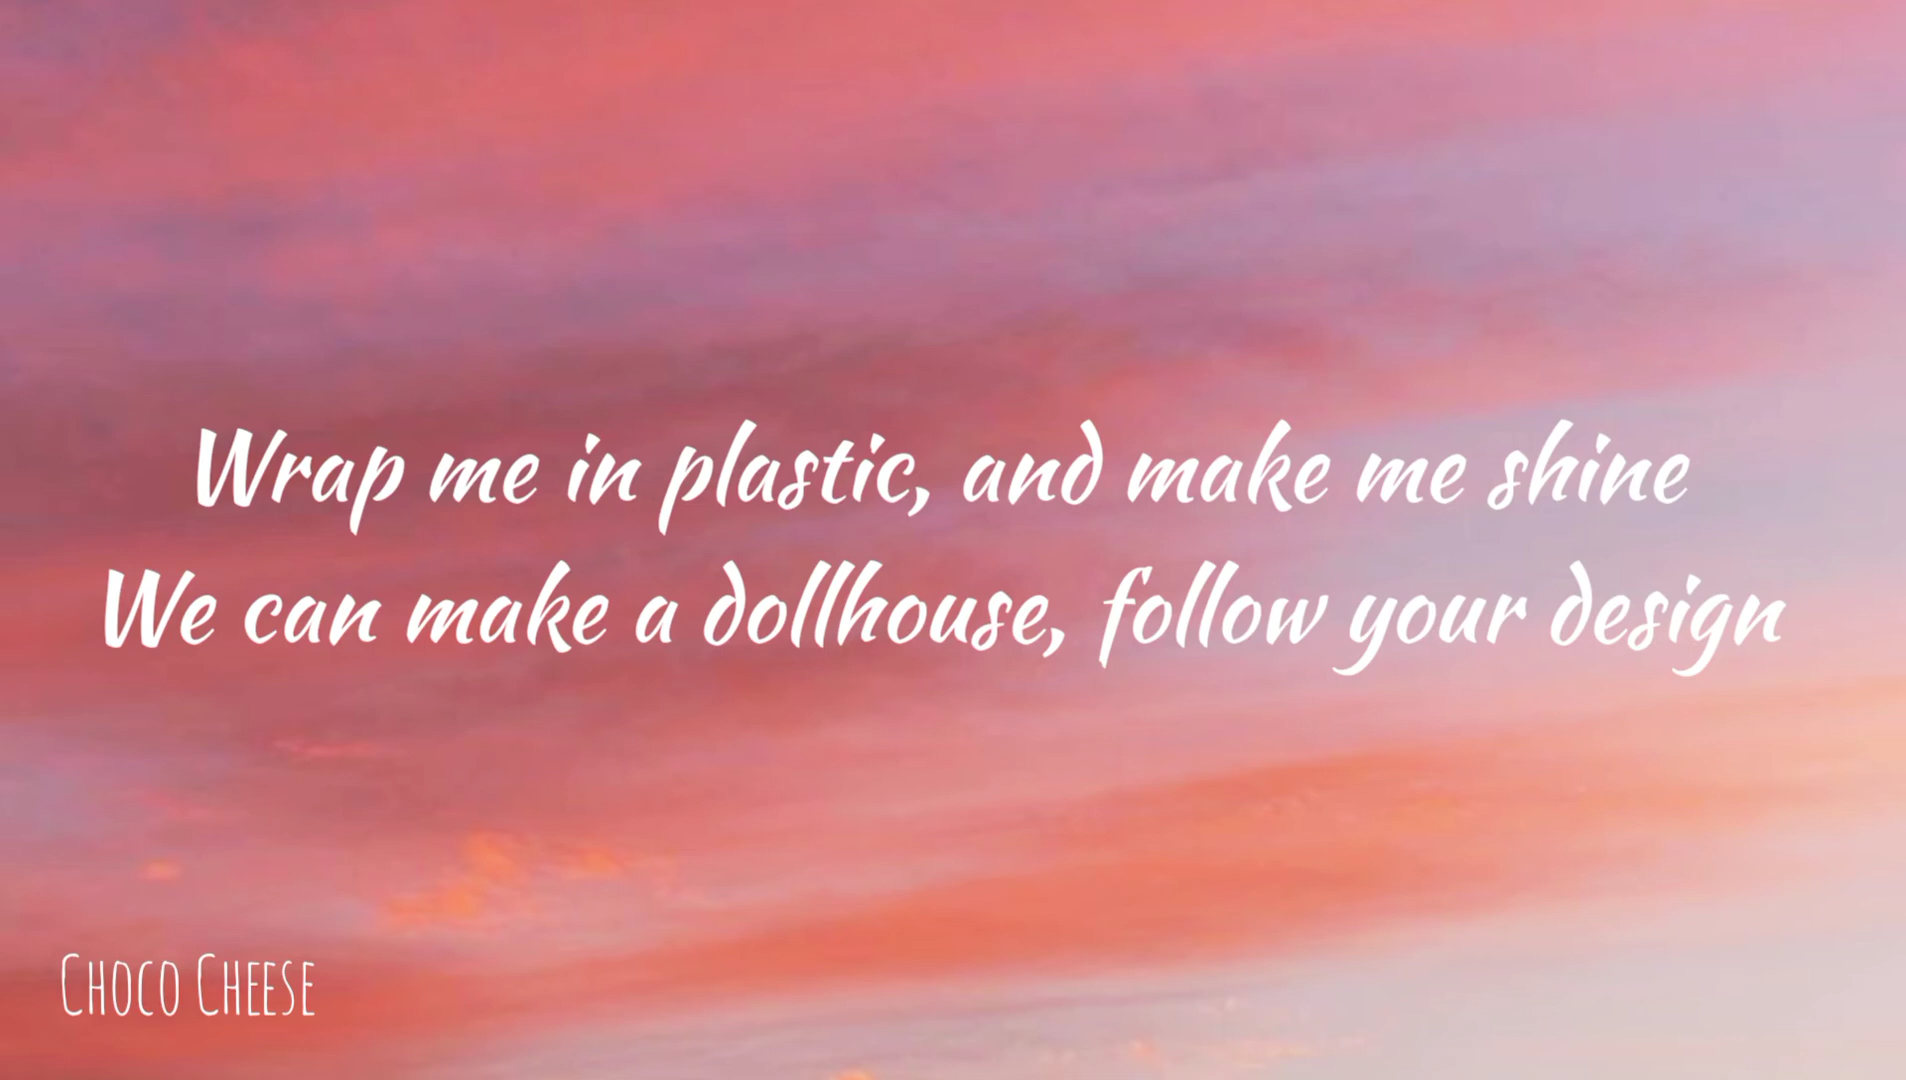 Wrap me in plastic, and make me shine
We can make a dollhouse, follow your design
Choco Cheese